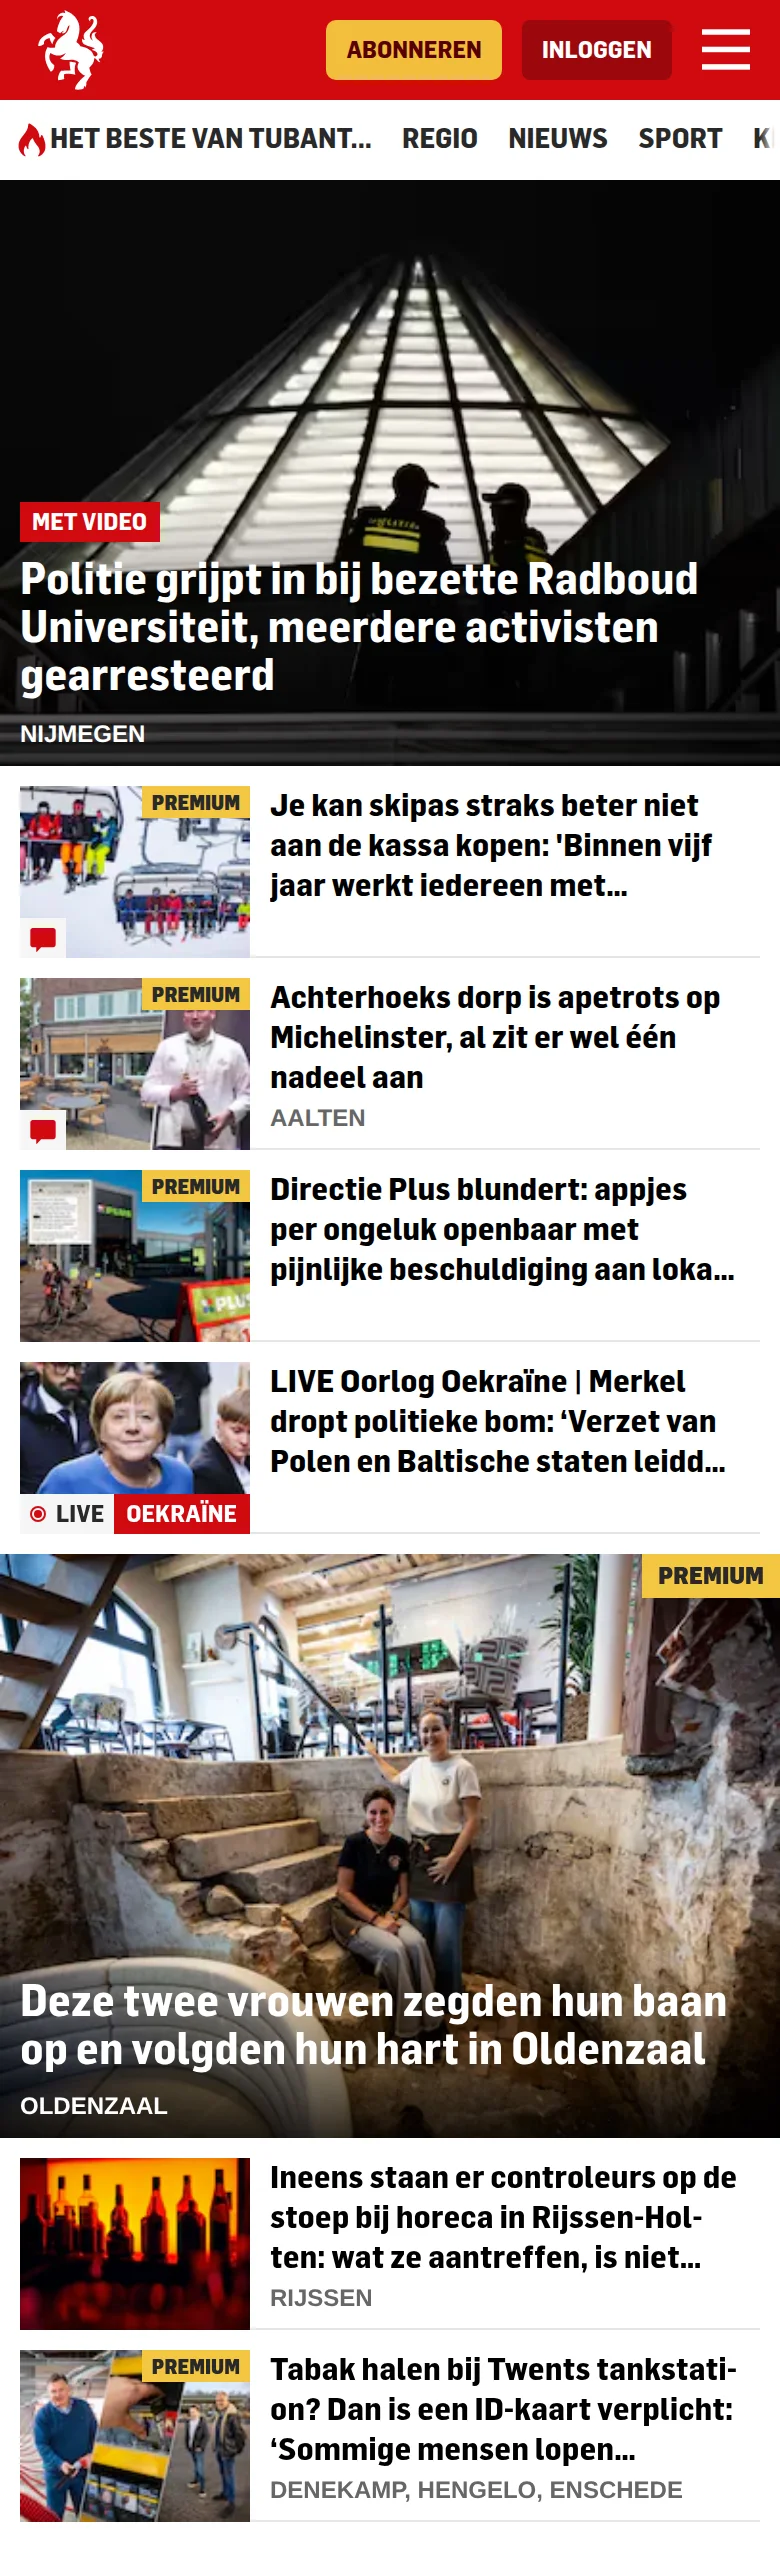 ABONNEREN
INLOGGEN
HET BESTE VAN TUBANT...
REGIO
NIEUWS
SPORT
MET VIDEO
Politie grijpt in bij bezette Radboud
Universiteit, meerdere activisten
gearresteerd
NIJMEGEN
PREMIUM
Je kan skipas straks beter niet
aan de kassa kopen: 'Binnen vijf
jaar werkt iedereen met...
PREMIUM
Achterhoeks dorp is apetrots op
Michelinster, al zit er wel één
nadeel aan
AALTEN
PREMIUM
PLUS
PLUS
Directie Plus blundert: appjes
per ongeluk openbaar met
pijnlijke beschuldiging aan loka...
LIVE
OEKRAÏNE
LIVE Oorlog Oekraïne | Merkel
dropt politieke bom: ‘Verzet van
Polen en Baltische staten leidd...
PREMIUM
Deze twee vrouwen zegden hun baan
op en volgden hun hart in Oldenzaal
OLDENZAAL
Ineens staan er controleurs op de
stoep bij horeca in Rijssen-Hol-
ten: wat ze aantreffen, is niet...
RIJSSEN
PREMIUM
Tabak halen bij Twents tankstati-
on? Dan is een ID-kaart verplicht:
‘Sommige mensen lopen...
DENEKAMP, HENGELO, ENSCHEDE